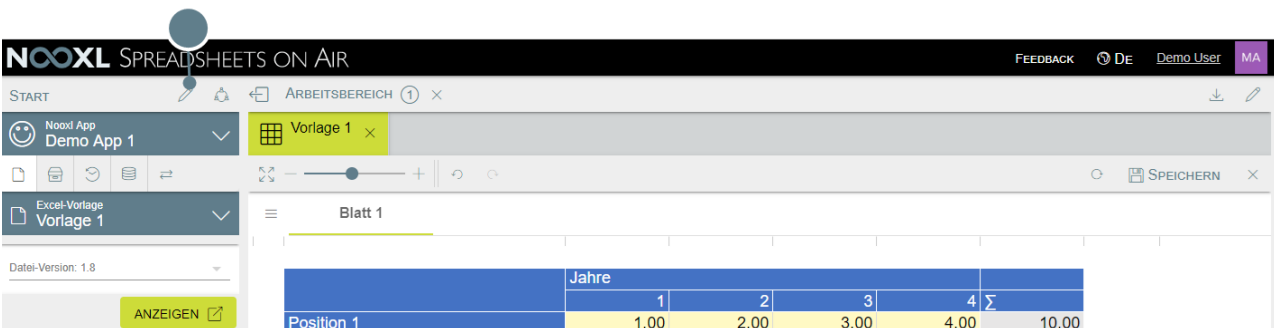 NOOXL SPREADSHEETS ON AIR FEEDBACK DE Demo User MA
START ARBEITSBEREICH 1
Nooxl App
Demo App 1
Vorlage 1
SPEICHERN
Excel-Vorlage
Vorlage 1
Blatt 1
Datei-Version: 1.8
ANZEIGEN
Jahre
1 2 3 4 Σ
Position 1 1.00 2.00 3.00 4.00 10.00